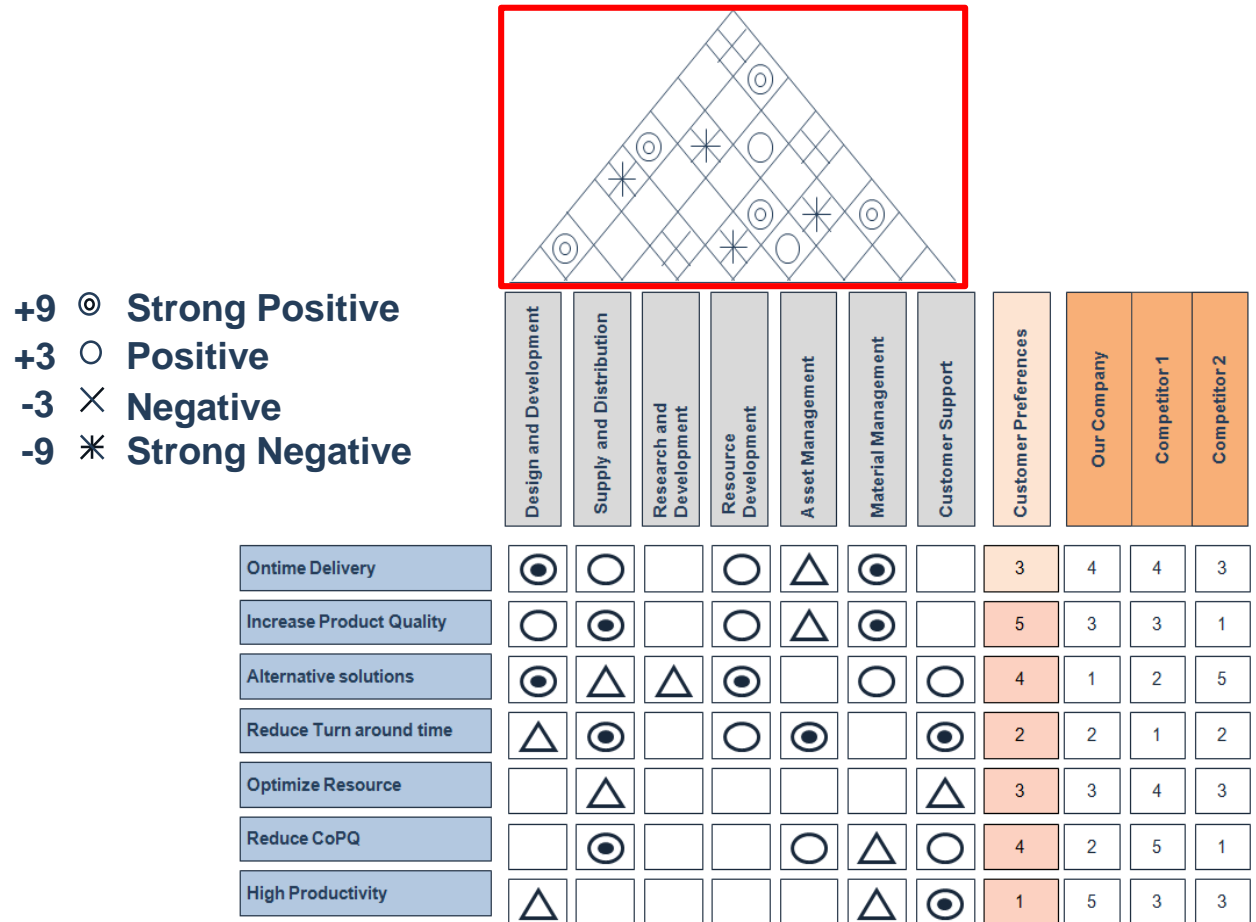 +9 ◎ Strong Positive
+3 ○ Positive
-3 × Negative
-9 Strong Negative
Design and Development
Supply and Distribution
Research and
Development
Resource
Development
Asset Management
Material Management
Customer Support
Customer Preferences
Our Company
Competitor 1
Competitor 2
Ontime Delivery 3 4 4 3
Increase Product Quality 5 3 3 1
Alternative solutions 4 1 2 5
Reduce Turn around time 2 2 1 2
Optimize Resource 3 3 4 3
Reduce CoPQ 4 2 5 1
High Productivity 1 5 3 3